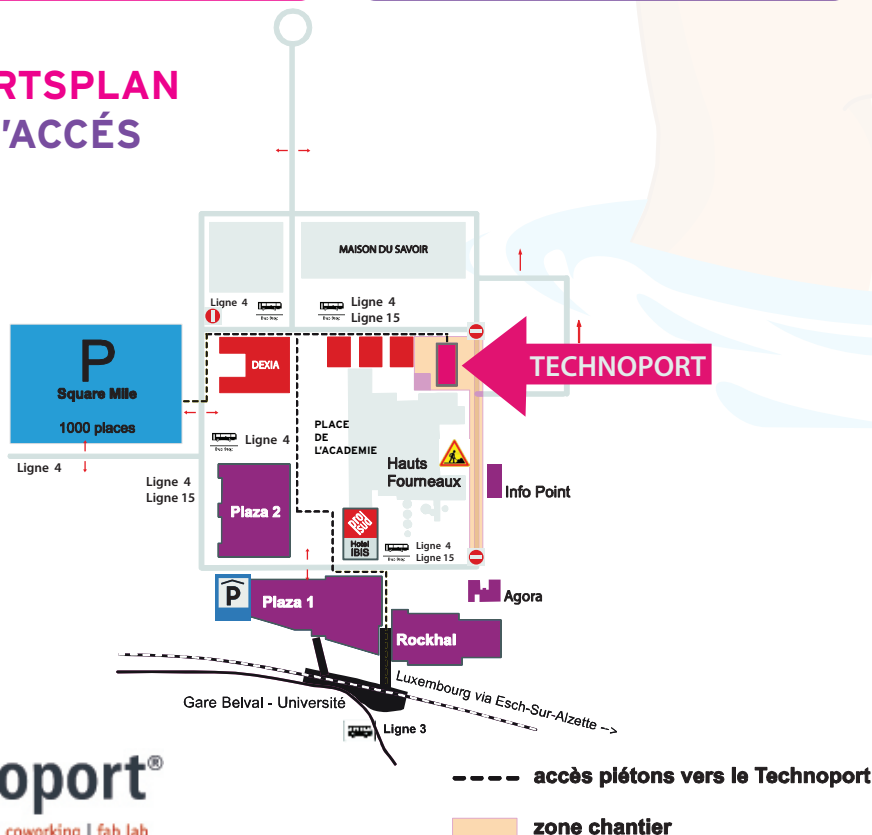 RTSPLAN
'ACCÉS
MAISON DU SAVOIR
Ligne 4
Ligne 4
Ligne 15
P
Square Mile
1000 places
DEXIA
TECHNOPORT
Ligne 4
PLACE
DE
L'ACADEMIE
Hauts
Fourneaux
Ligne 4
Ligne 4
Ligne 15
Plaza 2
Info Point
Hotel
IBIS
Ligne 4
Ligne 15
P
Plaza 1
Agora
Rockhal
Luxembourg via Esch-Sur-Alzette -->
Gare Belval - Université
Ligne 3
oport®
coworking | fab lab
accès piétons vers le Technoport
zone chantier